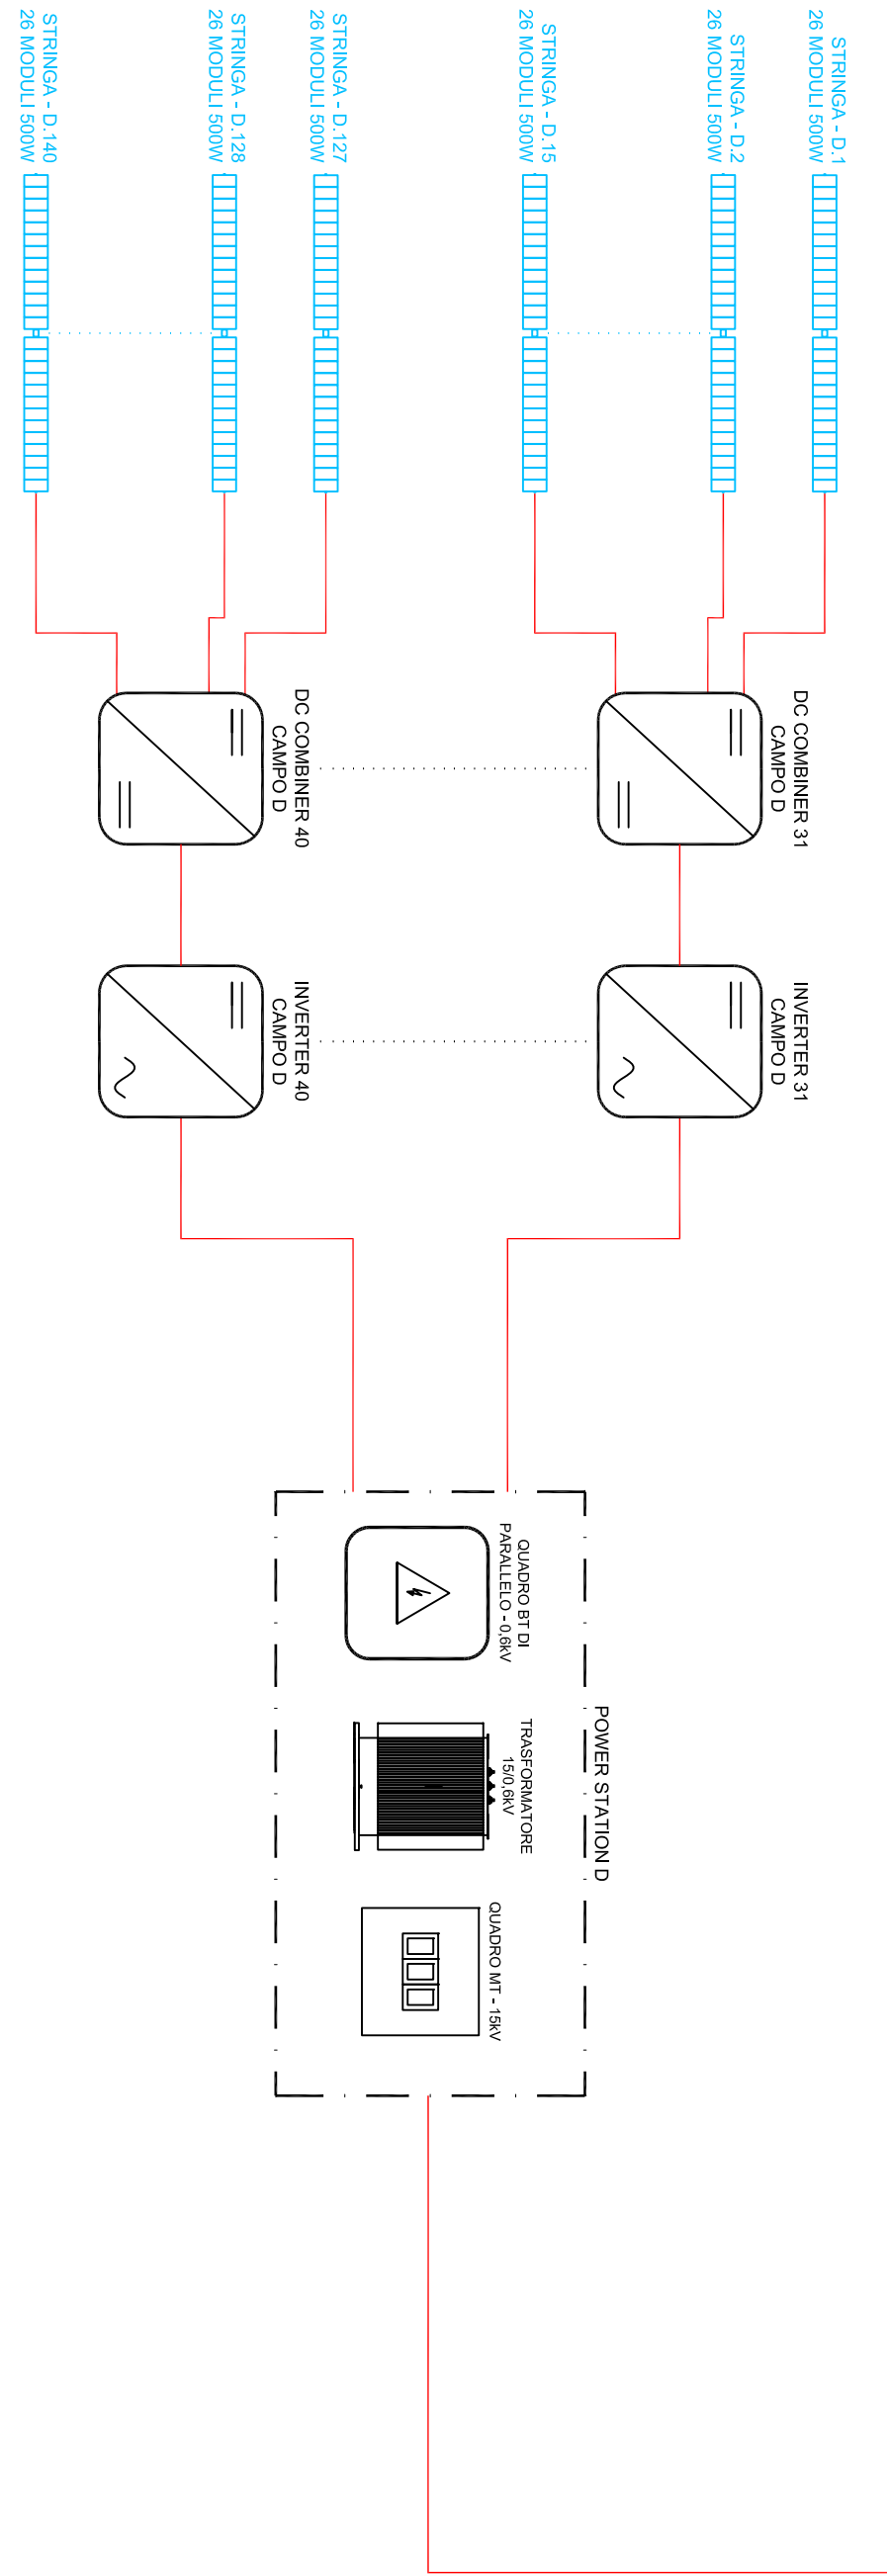 STRINGA - D.1
26 MODULI 500W
STRINGA - D.2
26 MODULI 500W
STRINGA - D.15
26 MODULI 500W
STRINGA - D.127
26 MODULI 500W
STRINGA - D.128
26 MODULI 500W
STRINGA - D.140
26 MODULI 500W
DC COMBINER 31
CAMPO D
DC COMBINER 40
CAMPO D
INVERTER 31
CAMPO D
INVERTER 40
CAMPO D
POWER STATION D
QUADRO BT DI
PARALLELO - 0,6kV
TRASFORMATORE
15/0,6kV
QUADRO MT - 15kV